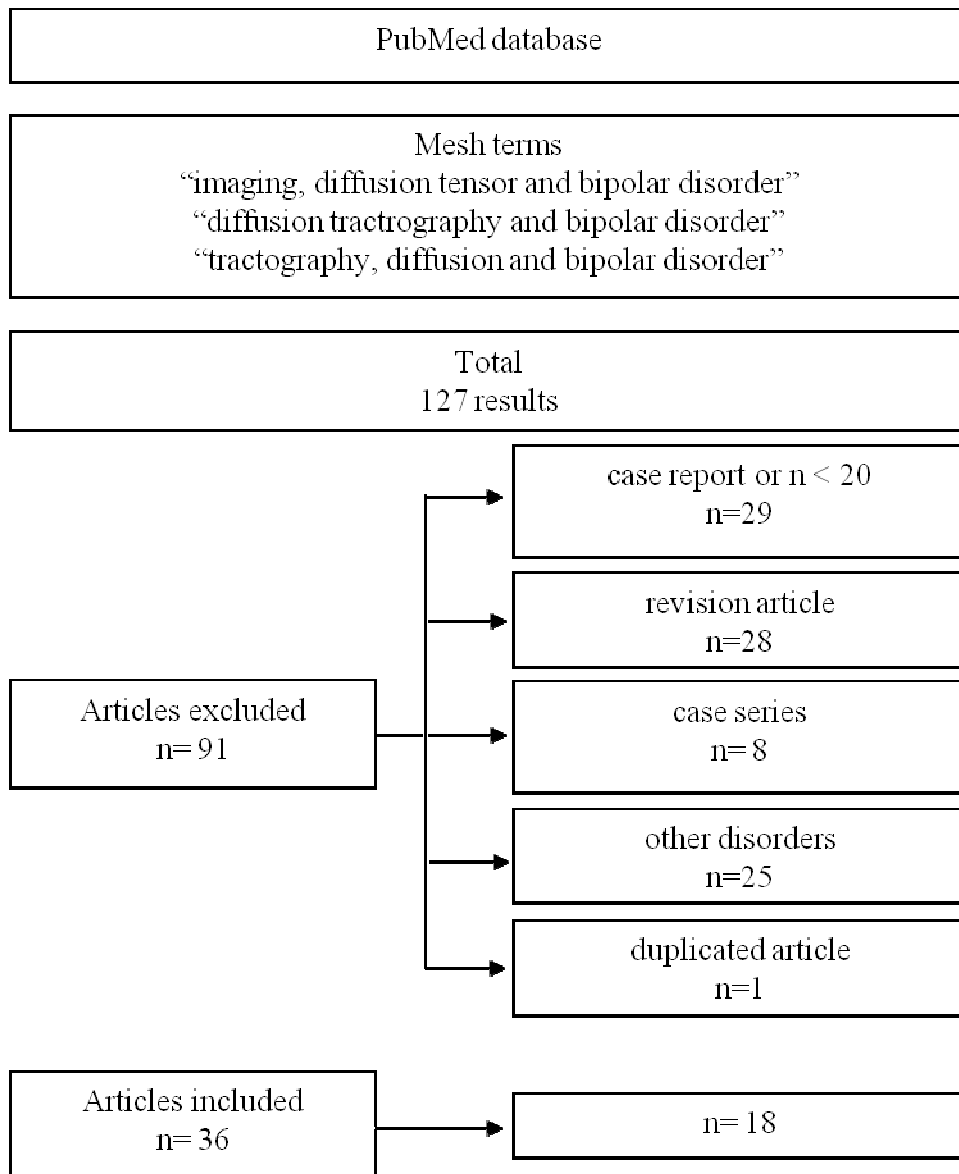 PubMed database
Mesh terms
“imaging, diffusion tensor and bipolar disorder”
“diffusion tractrography and bipolar disorder”
“tractography, diffusion and bipolar disorder”
Total
127 results
case report or n < 20
n=29
revision article
n=28
Articles excluded
n= 91
case series
n= 8
other disorders
n=25
duplicated article
n=1
Articles included
n= 36
n= 18